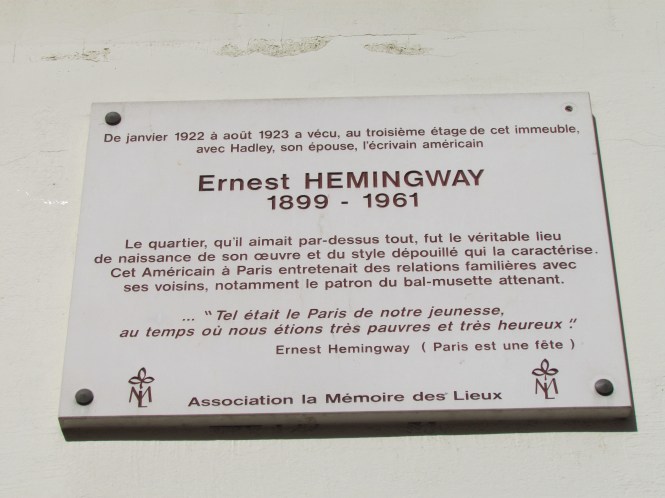 De janvier 1922 à août 1923 a vécu, au troisième étage de cet immeuble,
avec Hadley, son épouse, l'écrivain américain
Ernest HEMINGWAY
1899 - 1961
Le quartier, qu'il aimait par-dessus tout, fut le véritable lieu
de naissance de son œuvre et du style dépouillé qui la caractérise.
Cet Américain à Paris entretenait des relations familières avec
ses voisins, notamment le patron du bal-musette attenant.
... " Tel était le Paris de notre jeunesse,
au temps où nous étions très pauvres et très heureux ".
Ernest Hemingway ( Paris est une fête )
ML Association la Mémoire des Lieux ML